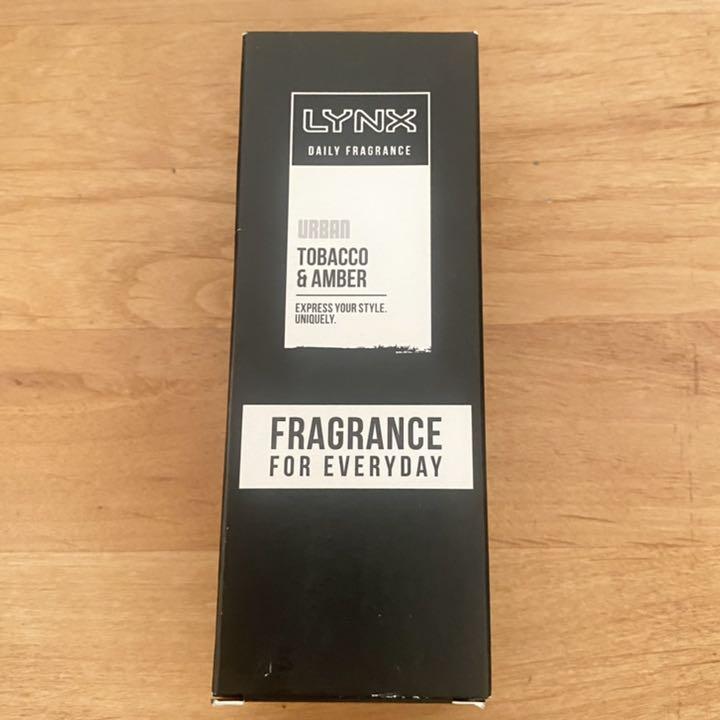 LYNX
DAILY FRAGRANCE
URBAN
TOBACCO
& AMBER
EXPRESS YOUR STYLE.
UNIQUELY.
FRAGRANCE
FOR EVERYDAY